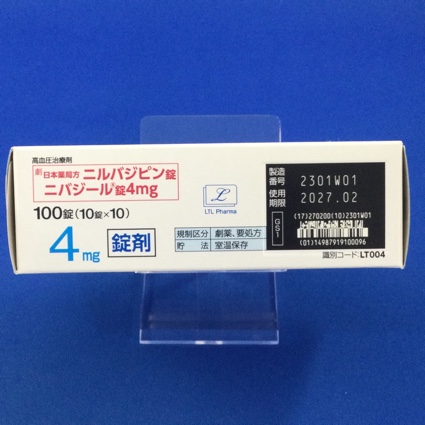 高血圧治療剤
劇 日本薬局方 ニルバジピン錠
ニバジール®錠4mg
100錠(10錠×10)
4mg 錠剤
LTL Pharma
規制区分 劇薬、要処方
貯 法 室温保存
製造番号 2301W01
使用期限 2027.02
(17)270200(10)2301W01
GS1
(01)14987919100096
識別コード:LT004